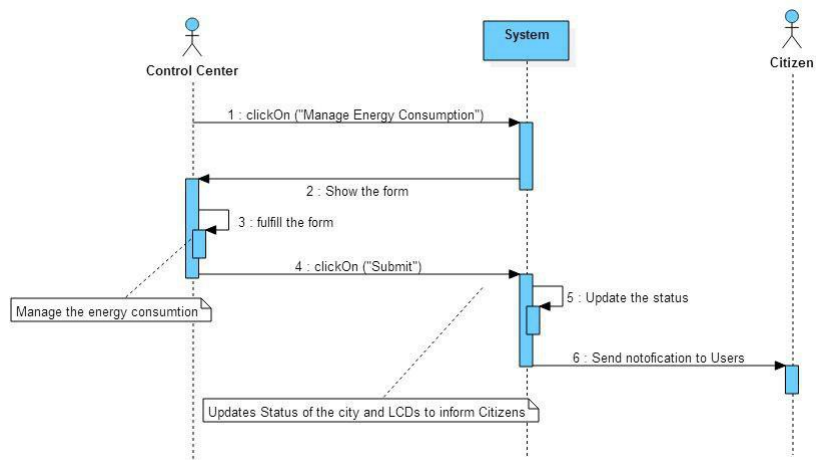 System
Control Center
Citizen
1 : clickOn ("Manage Energy Consumption")
2 : Show the form
3 : fulfill the form
4 : clickOn ("Submit")
5 : Update the status
Manage the energy consumtion
6 : Send notofication to Users
Updates Status of the city and LCDs to inform Citizens